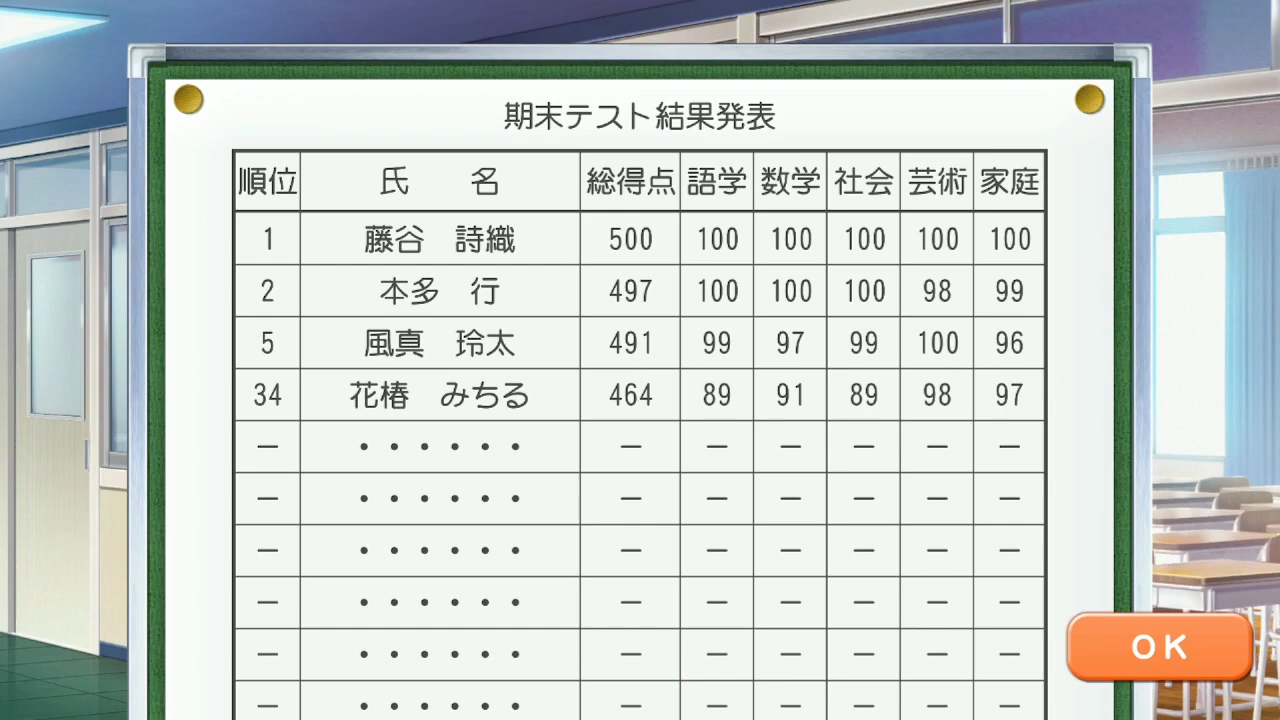 期末テスト結果発表
順位 氏 名 総得点 語学 数学 社会 芸術 家庭
1 藤谷 詩織 500 100 100 100 100 100
2 本多 行 497 100 100 100 98 99
5 風真 玲太 491 99 97 99 100 96
34 花椿 みちる 464 89 91 89 98 97
― ・・・・・・ ― ― ― ― ― ―
― ・・・・・・ ― ― ― ― ― ―
― ・・・・・・ ― ― ― ― ― ―
― ・・・・・・ ― ― ― ― ― ―
― ・・・・・・ ― ― ― ― ― ―
― ・・・・・・ ― ― ― ― ― ―
OK